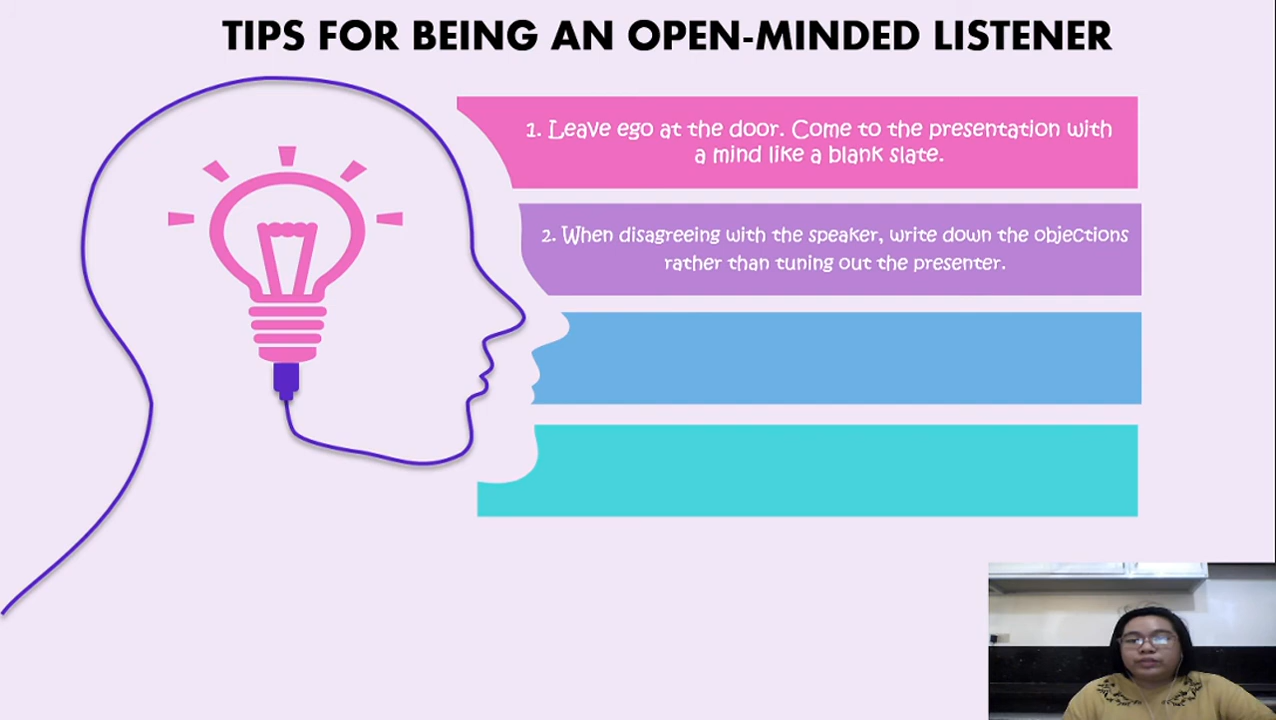 TIPS FOR BEING AN OPEN-MINDED LISTENER
1. Leave ego at the door. Come to the presentation with
a mind like a blank slate.
2. When disagreeing with the speaker, write down the objections
rather than tuning out the presenter.